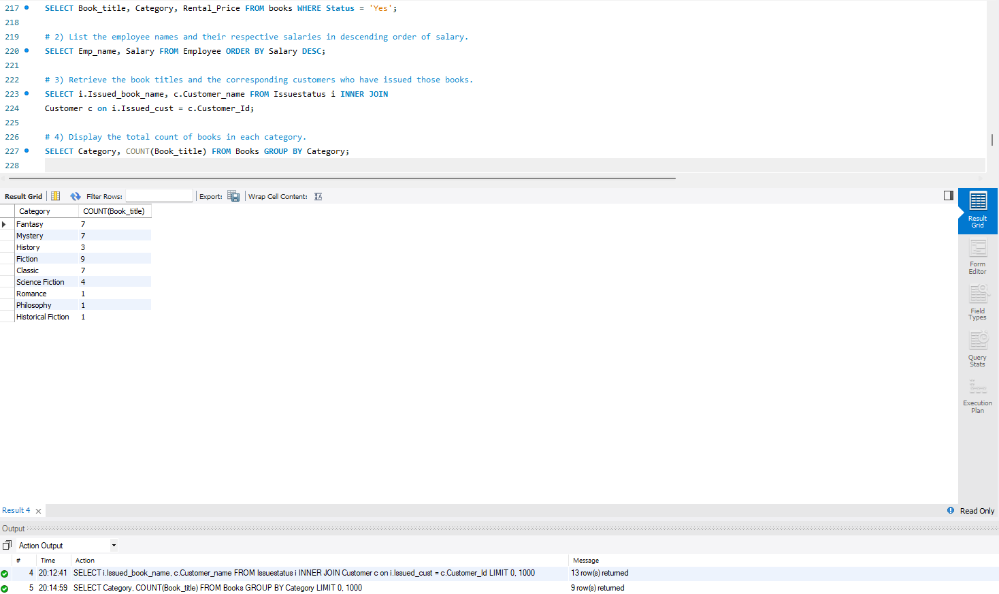 217 SELECT Book_title, Category, Rental_Price FROM books WHERE Status = 'Yes';
218
219 # 2) List the employee names and their respective salaries in descending order of salary.
220 SELECT Emp_name, Salary FROM Employee ORDER BY Salary DESC;
221
222 # 3) Retrieve the book titles and the corresponding customers who have issued those books.
223 SELECT i.Issued_book_name, c.Customer_name FROM Issuestatus i INNER JOIN
224 Customer c on i.Issued_cust = c.Customer_Id;
225
226 # 4) Display the total count of books in each category.
227 SELECT Category, COUNT(Book_title) FROM Books GROUP BY Category;
228
Result Grid Filter Rows: Export: Wrap Cell Content: IA
Category COUNT(Book_title)
Fantasy 7
Mystery 7
History 3
Fiction 9
Classic 7
Science Fiction 4
Romance 1
Philosophy 1
Historical Fiction 1
Result
Grid
Form
Editor
Field
Types
Query
Stats
Execution
Plan
Result 4 Read Only
Output
Action Output
# Time Action Message
4 20:12:41 SELECT i.Issued_book_name, c.Customer_name FROM Issuestatus i INNER JOIN Customer c on i.Issued_cust = c.Customer_Id LIMIT 0, 1000 13 row(s) returned
5 20:14:59 SELECT Category, COUNT(Book_title) FROM Books GROUP BY Category LIMIT 0, 1000 9 row(s) returned